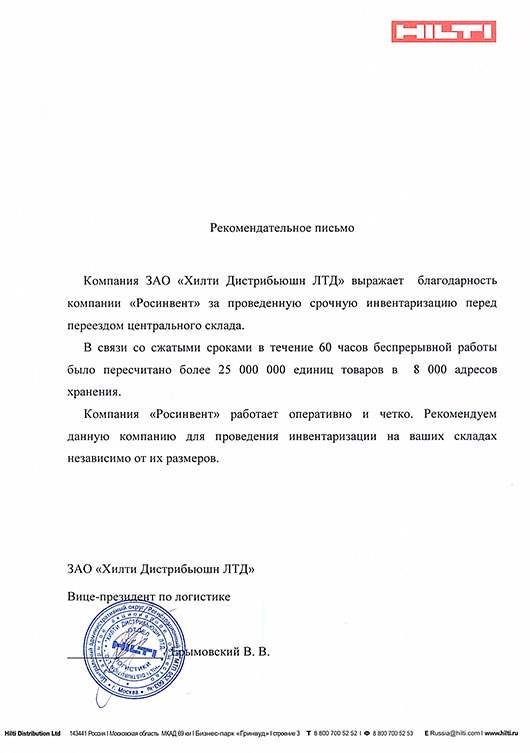 HILTI
Рекомендательное письмо
Компания ЗАО «Хилти Дистрибьюшн ЛТД» выражает благодарность
компании «Росинвент» за проведенную срочную инвентаризацию перед
переездом центрального склада.
В связи со сжатыми сроками в течение 60 часов беспрерывной работы
было пересчитано более 25 000 000 единиц товаров в 8 000 адресов
хранения.
Компания «Росинвент» работает оперативно и четко. Рекомендуем
данную компанию для проведения инвентаризации на ваших складах
независимо от их размеров.
ЗАО «Хилти Дистрибьюшн ЛТД»
Вице-президент по логистике
ХИЛТИ ДИСТРИБЬЮШН ЛТД
ОТДЕЛ
HILTI
ЛОГИСТИКИ
г. Москва
Брымовский В. В.
Hilti Distribution Ltd 143441 Россия I Московская область МКАД 69 км I Бизнес-парк «Гринвуд» I строение 3 T 8 800 700 52 52 I Ф 8 800 700 52 53 E Russia@hilti.com I www.hilti.ru